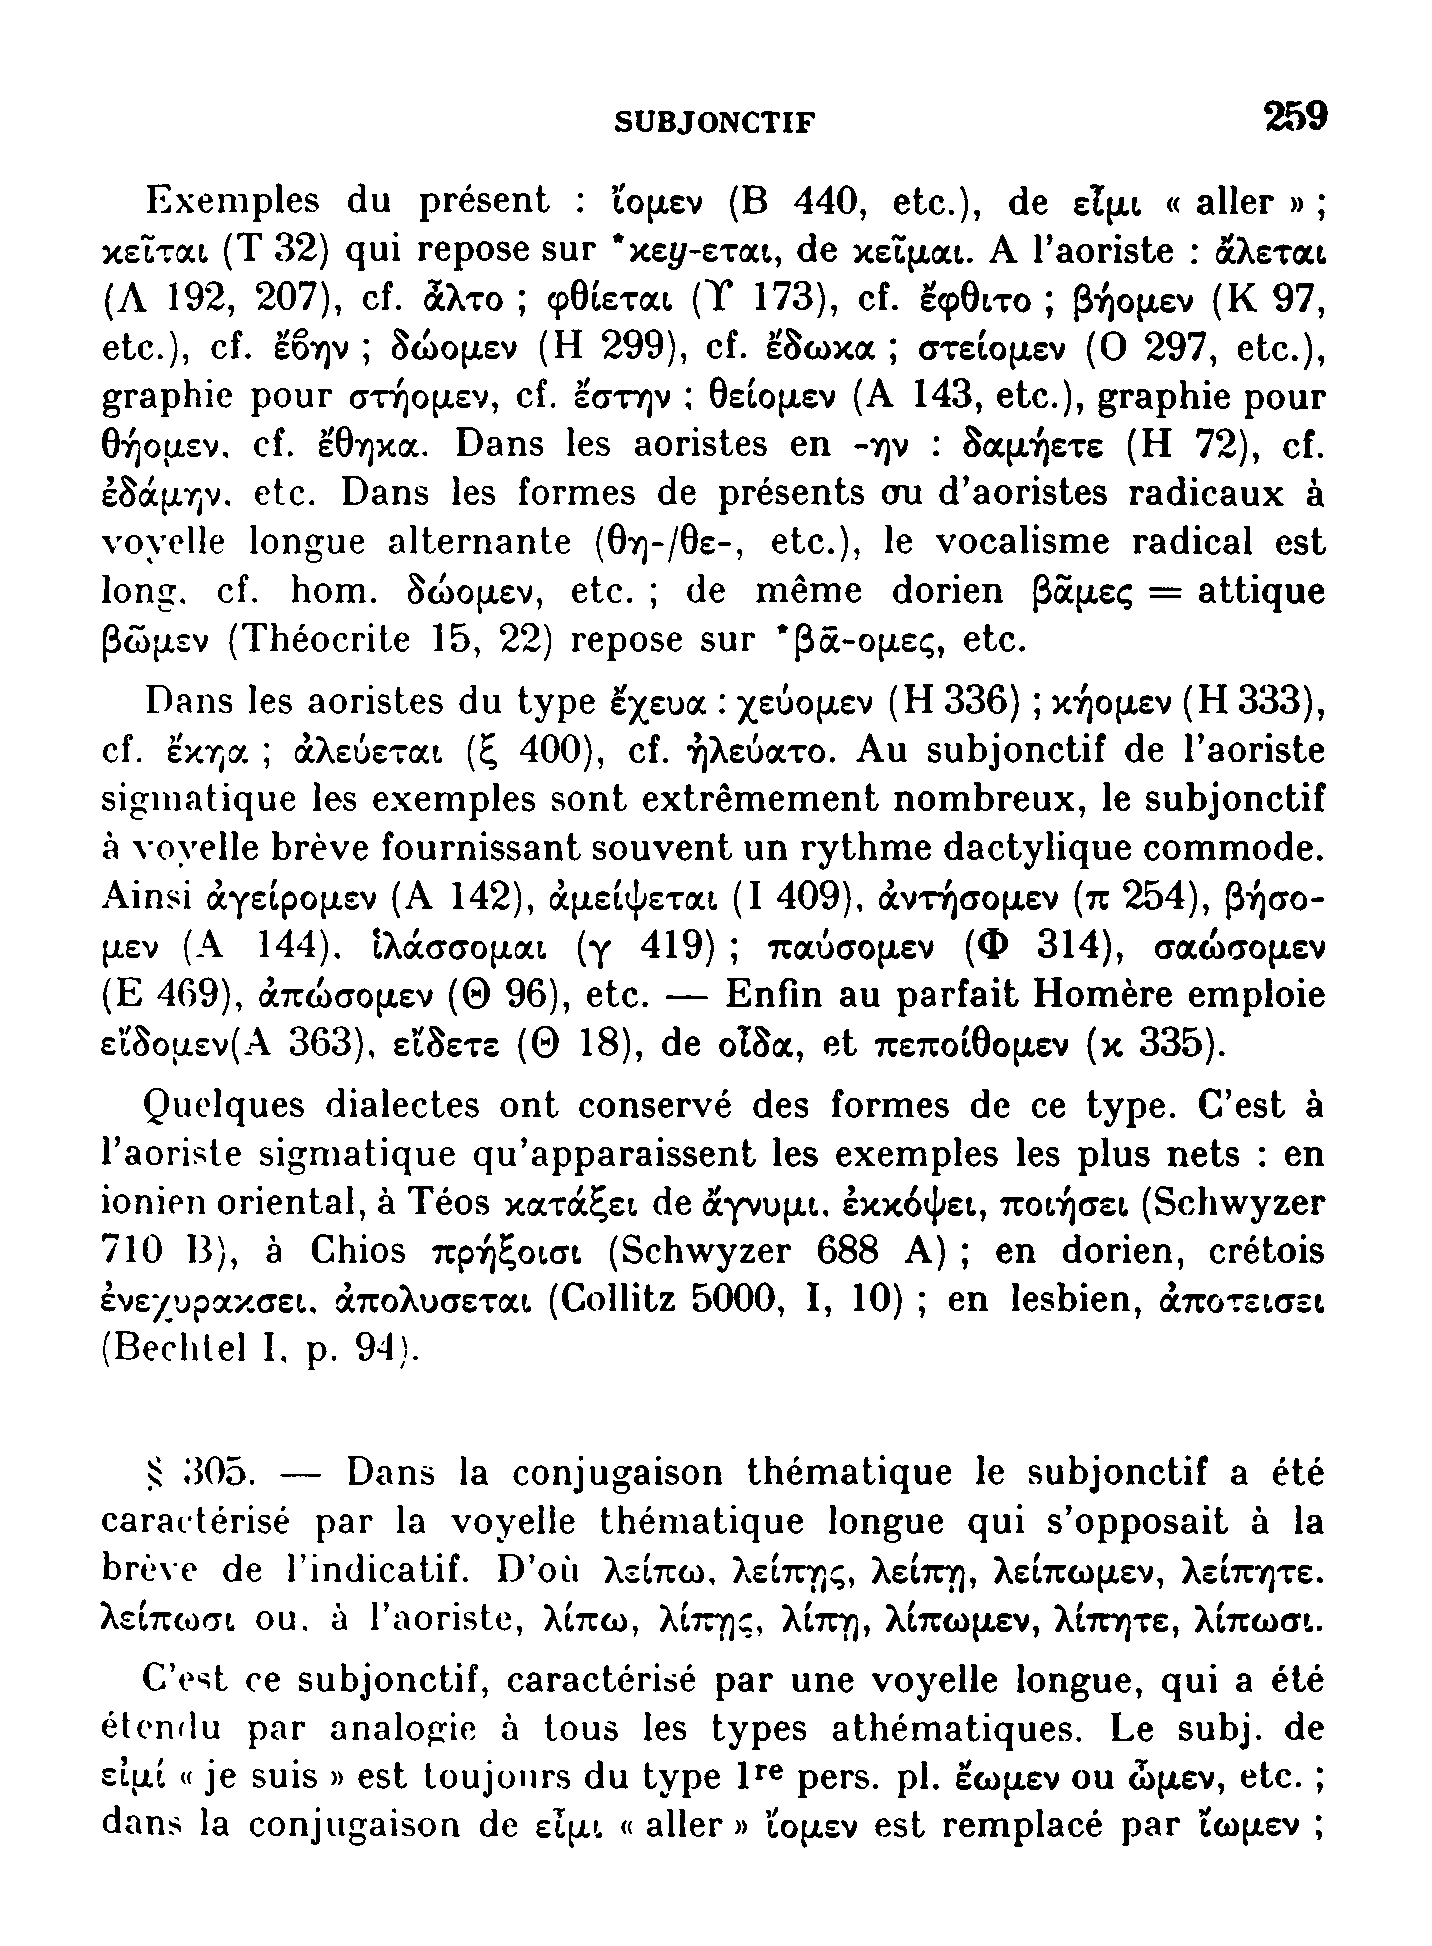 SUBJONCTIF 259
Exemples du présent : ἴομεν (B 440, etc.), de εἶμι « aller » ;
κεῖται (T 32) qui repose sur *κεy-εται, de κεῖμαι. A l’aoriste : ἅλεται
(Λ 192, 207), cf. ἆλτο ; φθίεται (Υ 173), cf. ἔφθιτο ; βήομεν (K 97,
etc.), cf. ἔϐην ; δώομεν (H 299), cf. ἔδωκα ; στείομεν (O 297, etc.),
graphie pour στήομεν, cf. ἔστην ; θείομεν (A 143, etc.), graphie pour
θήομεν. cf. ἔθηκα. Dans les aoristes en -ην : δαμήετε (H 72), cf.
ἐδάμην. etc. Dans les formes de présents ou d’aoristes radicaux à
voyelle longue alternante (θη-/θε-, etc.), le vocalisme radical est
long. cf. hom. δώομεν, etc. ; de même dorien βᾶμες = attique
βῶμεν (Théocrite 15, 22) repose sur *βᾱ-ομες, etc.
Dans les aoristes du type ἔχευα : χεύομεν (H 336) ; κήομεν (H 333),
cf. ἔκηα ; ἀλεύεται (ξ 400), cf. ἠλεύατο. Au subjonctif de l’aoriste
sigmatique les exemples sont extrêmement nombreux, le subjonctif
à voyelle brève fournissant souvent un rythme dactylique commode.
Ainsi ἀγείρομεν (A 142), ἀμείψεται (I 409), ἀντήσομεν (π 254), βήσο-
μεν (A 144). ἱλάσσομαι (γ 419) ; παύσομεν (Φ 314), σαώσομεν
(E 469), ἀπώσομεν (Θ 96), etc. — Enfin au parfait Homère emploie
εἴδομεν(A 363), εἴδετε (Θ 18), de οἶδα, et πεποίθομεν (κ 335).
Quelques dialectes ont conservé des formes de ce type. C’est à
l’aoriste sigmatique qu’apparaissent les exemples les plus nets : en
ionien oriental, à Téos κατάξει de ἄγνυμι. ἐκκόψει, ποιήσει (Schwyzer
710 B), à Chios πρήξοισι (Schwyzer 688 A) ; en dorien, crétois
ἐνεχυρακσει. ἀπολυσεται (Collitz 5000, I, 10) ; en lesbien, ἀποτεισει
(Bechtel I. p. 94).
§ 305. — Dans la conjugaison thématique le subjonctif a été
caractérisé par la voyelle thématique longue qui s’opposait à la
brève de l’indicatif. D’où λείπω, λείπῃς, λείπῃ, λείπωμεν, λείπητε.
λείπωσι ou. à l’aoriste, λίπω, λίπῃς, λίπῃ, λίπωμεν, λίπητε, λίπωσι.
C’est ce subjonctif, caractérisé par une voyelle longue, qui a été
étendu par analogie à tous les types athématiques. Le subj. de
εἰμί « je suis » est toujours du type 1re pers. pl. ἔωμεν ou ὦμεν, etc. ;
dans la conjugaison de εἶμι « aller » ἴομεν est remplacé par ἴωμεν ;